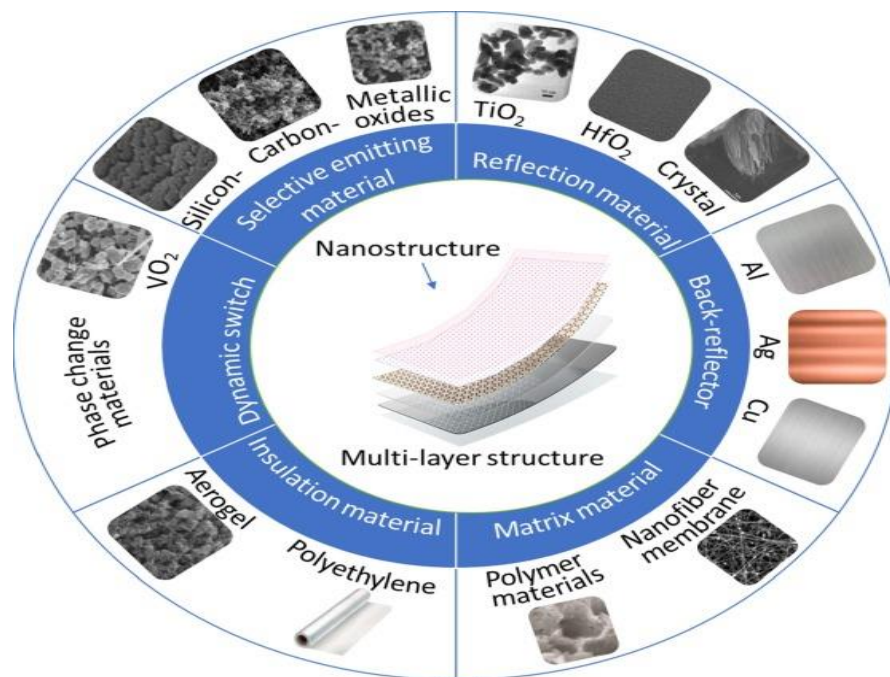 Metallic
oxides
Carbon-
Silicon-
Selective emitting
material
TiO₂
HfO₂
Crystal
Reflection material
Al
Ag
Cu
Back-reflector
Nanofiber
membrane
Polymer
materials
Matrix material
Polyethylene
Aerogel
Insulation material
Phase change
materials
VO₂
Dynamic switch
Nanostructure
Multi-layer structure